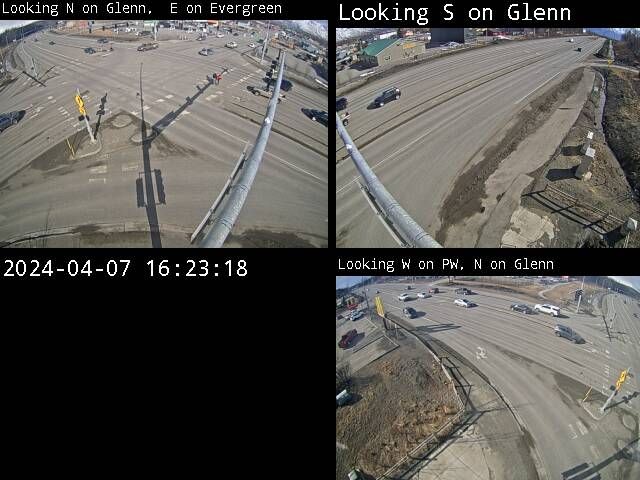 Looking N on Glenn,  E on Evergreen
Looking S on Glenn
2024-04-07 16:23:18
Looking W on PW, N on Glenn